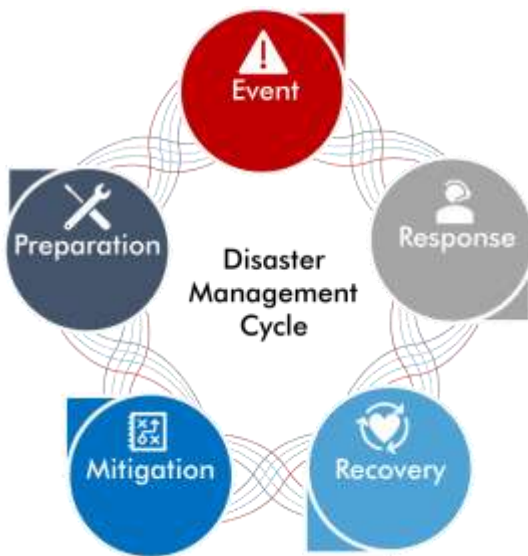 Event
Response
Preparation
Disaster
Management
Cycle
Mitigation
Recovery